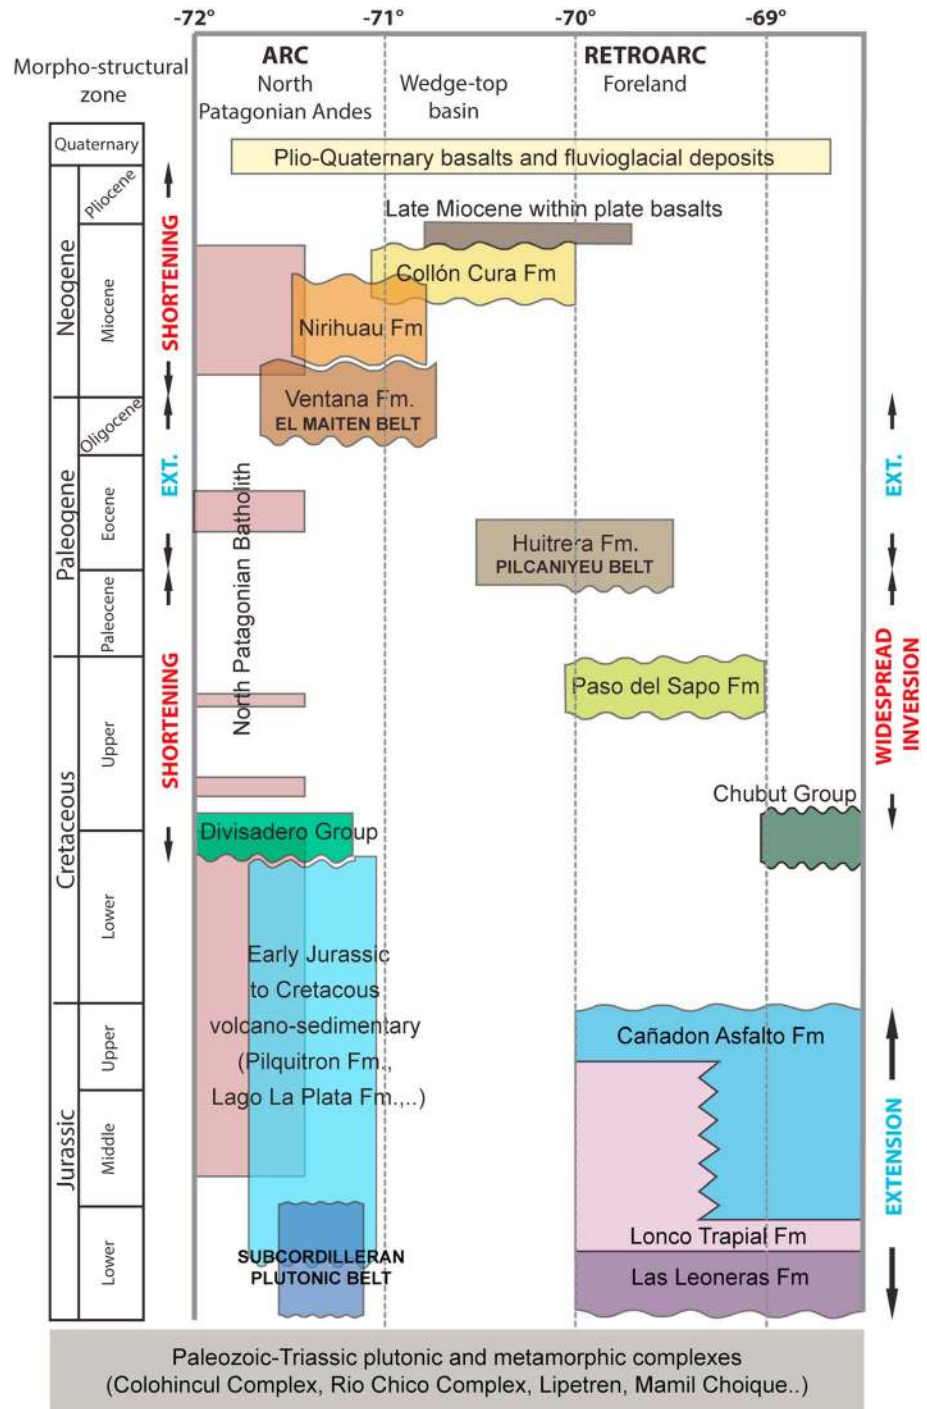 -72° -71° -70° -69°
Morpho-structural
zone
ARC
North
Patagonian Andes
Wedge-top
basin
RETROARC
Foreland
Quaternary
Plio-Quaternary basalts and fluvioglacial deposits
Neogene
Pliocene
Miocene
SHORTENING
Late Miocene within plate basalts
Collón Cura Fm
Nirihuau Fm
Ventana Fm.
EL MAITEN BELT
Paleogene
Oligocene
Eocene
Paleocene
EXT.
EXT.
North Patagonian Batholith
Huitrera Fm.
PILCANIYEU BELT
SHORTENING
WIDESPREAD
INVERSION
Paso del Sapo Fm
Cretaceous
Upper
Lower
Chubut Group
Divisadero Group
Early Jurassic
to Cretacous
volcano-sedimentary
(Pilquitron Fm.,
Lago La Plata Fm.,..)
Jurassic
Upper
Middle
Lower
Cañadon Asfalto Fm
EXTENSION
Lonco Trapial Fm
Las Leoneras Fm
SUBCORDILLERAN
PLUTONIC BELT
Paleozoic-Triassic plutonic and metamorphic complexes
(Colohincul Complex, Rio Chico Complex, Lipetren, Mamil Choique..)